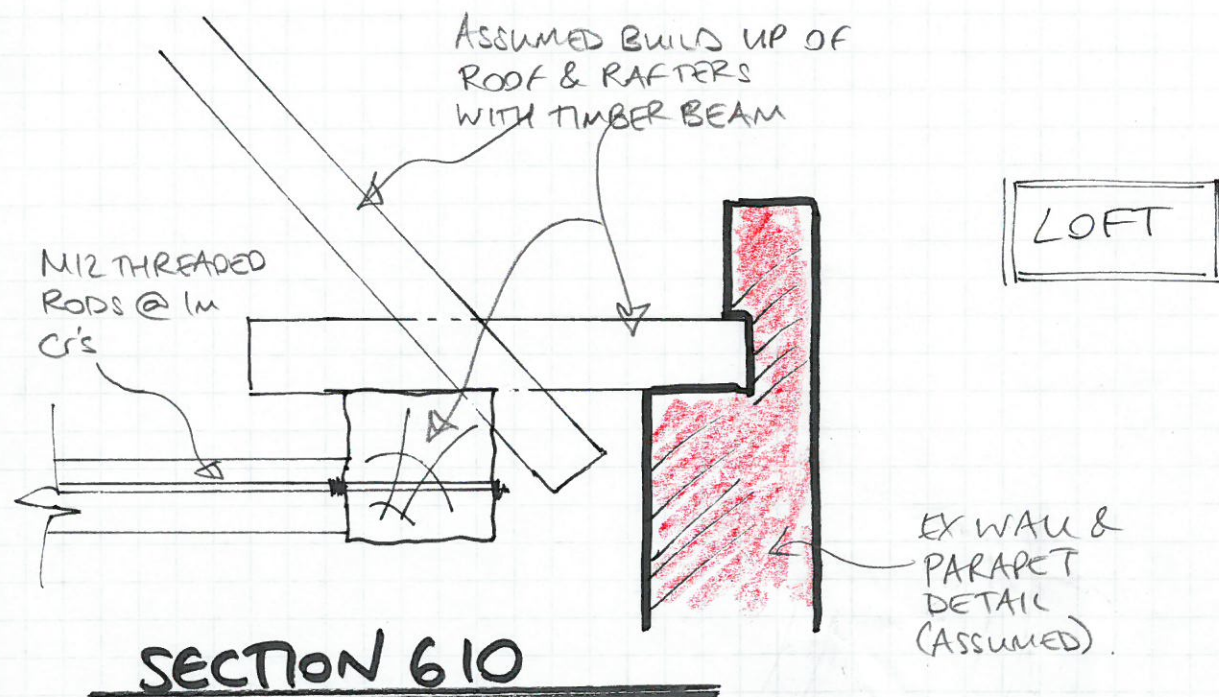 ASSUMED BUILD UP OF
ROOF & RAFTERS
WITH TIMBER BEAM
LOFT
M12 THREADED
RODS @ 1M
Cr's
EX WALL &
PARAPET
DETAIL
(ASSUMED)
SECTION 610